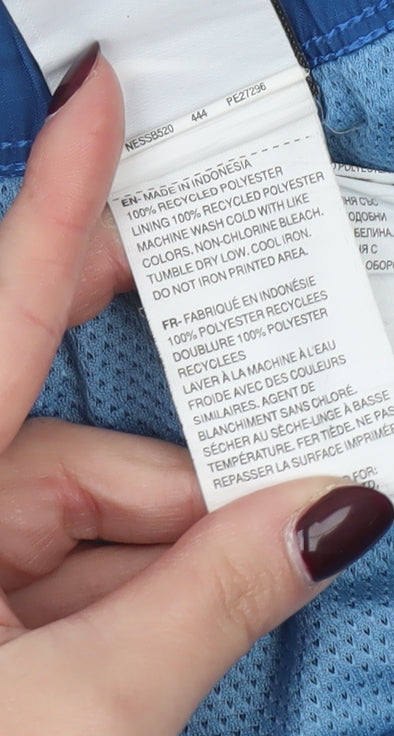 NESSB520 444 PE27296
EN- MADE IN INDONESIA
100% RECYCLED POLYESTER
LINING 100% RECYCLED POLYESTER
MACHINE WASH COLD WITH LIKE
COLORS. NON-CHLORINE BLEACH.
TUMBLE DRY LOW. COOL IRON.
DO NOT IRON PRINTED AREA.
FR- FABRIQUÉ EN INDONÉSIE
100% POLYESTER RECYCLEES
DOUBLURE 100% POLYESTER
RECYCLEES
LAVER À LA MACHINE À L'EAU
FROIDE AVEC DES COULEURS
SIMILAIRES. AGENT DE
BLANCHIMENT SANS CHLORE.
SÉCHER AU SÈCHE-LINGE À BASSE
TEMPÉRATURE. FER TIÈDE. NE PAS
REPASSER LA SURFACE IMPRIMÉE
FOR: